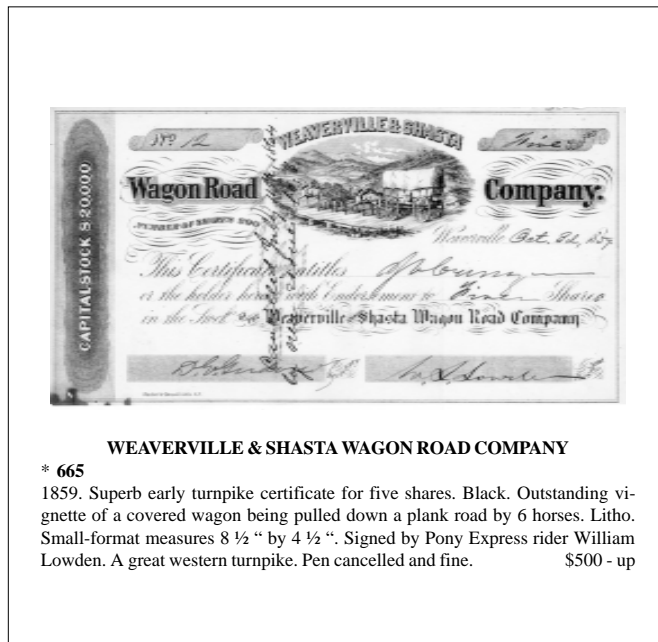 No 12
WEAVERVILLE & SHASTA
Five
Wagon Road
Company.
CAPITAL STOCK $ 20,000
NUMBER OF SHARES 200
Weaverville, Oct. 1859
This Certificate Entitles
or the holder with Endorsement to Five Shares
in the Weaverville Shasta Wagon Road Company
WEAVERVILLE & SHASTA WAGON ROAD COMPANY
* 665
1859. Superb early turnpike certificate for five shares. Black. Outstanding vi-
gnette of a covered wagon being pulled down a plank road by 6 horses. Litho.
Small-format measures 8 ½ “ by 4 ½ “. Signed by Pony Express rider William
Lowden. A great western turnpike. Pen cancelled and fine. $500 - up